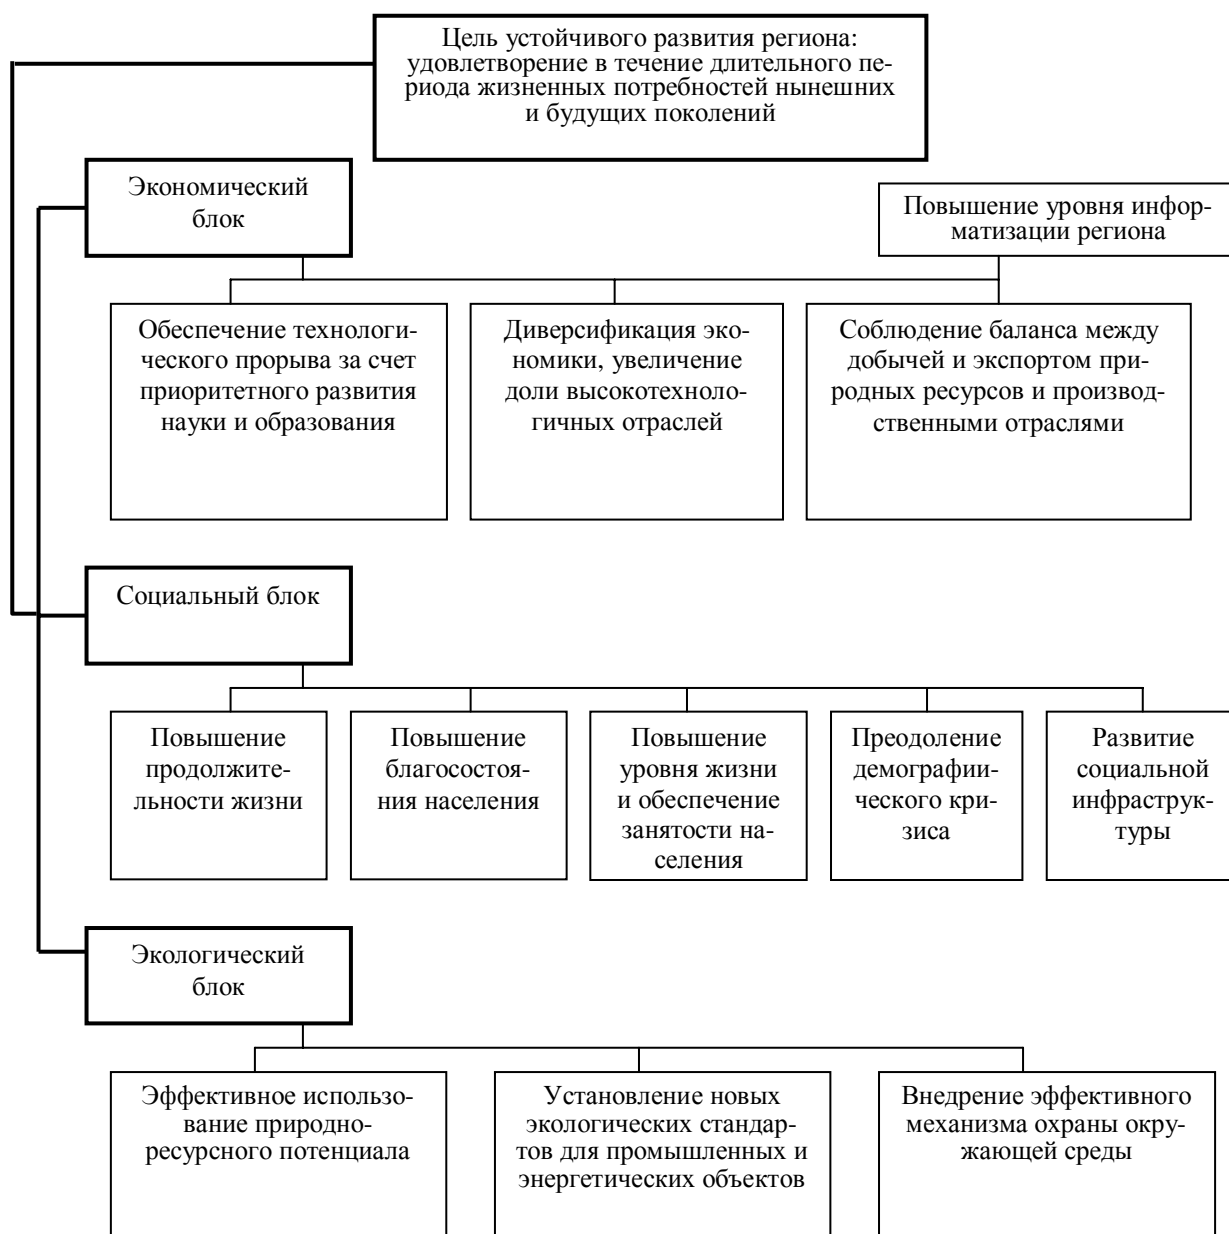 Цель устойчивого развития региона:
удовлетворение в течение длительного пе-
риода жизненных потребностей нынешних
и будущих поколений
Экономический
блок
Повышение уровня инфор-
матизации региона
Обеспечение технологи-
ческого прорыва за счет
приоритетного развития
науки и образования
Диверсификация эко-
номики, увеличение
доли высокотехноло-
гичных отраслей
Соблюдение баланса между
добычей и экспортом при-
родных ресурсов и производ-
ственными отраслями
Социальный блок
Повышение
продолжите-
льности жизни
Повышение
благосостоя-
ния населения
Повышение
уровня жизни
и обеспечение
занятости на-
селения
Преодоление
демографии-
ческого кри-
зиса
Развитие
социальной
инфраструк-
туры
Экологический
блок
Эффективное использо-
вание природно-
ресурсного потенциала
Установление новых
экологических стандар-
тов для промышленных и
энергетических объектов
Внедрение эффективного
механизма охраны окру-
жающей среды